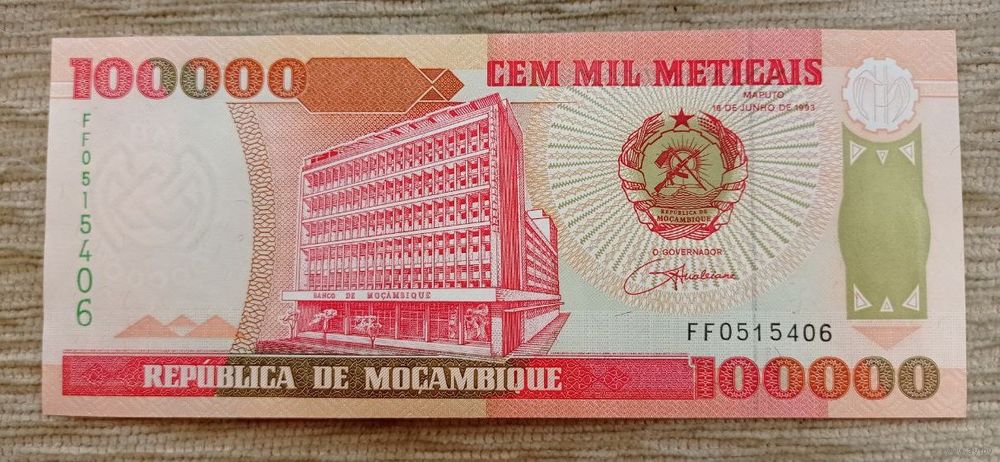 100000
CEM MIL METICAIS
MAPUTO
16 DE JUNHO DE 1993
FF0515406
REPÚBLICA DE
MOÇAMBIQUE
O GOVERNADOR
BANCO DE MOÇAMBIQUE
FF0515406
REPÚBLICA DE MOÇAMBIQUE
100000